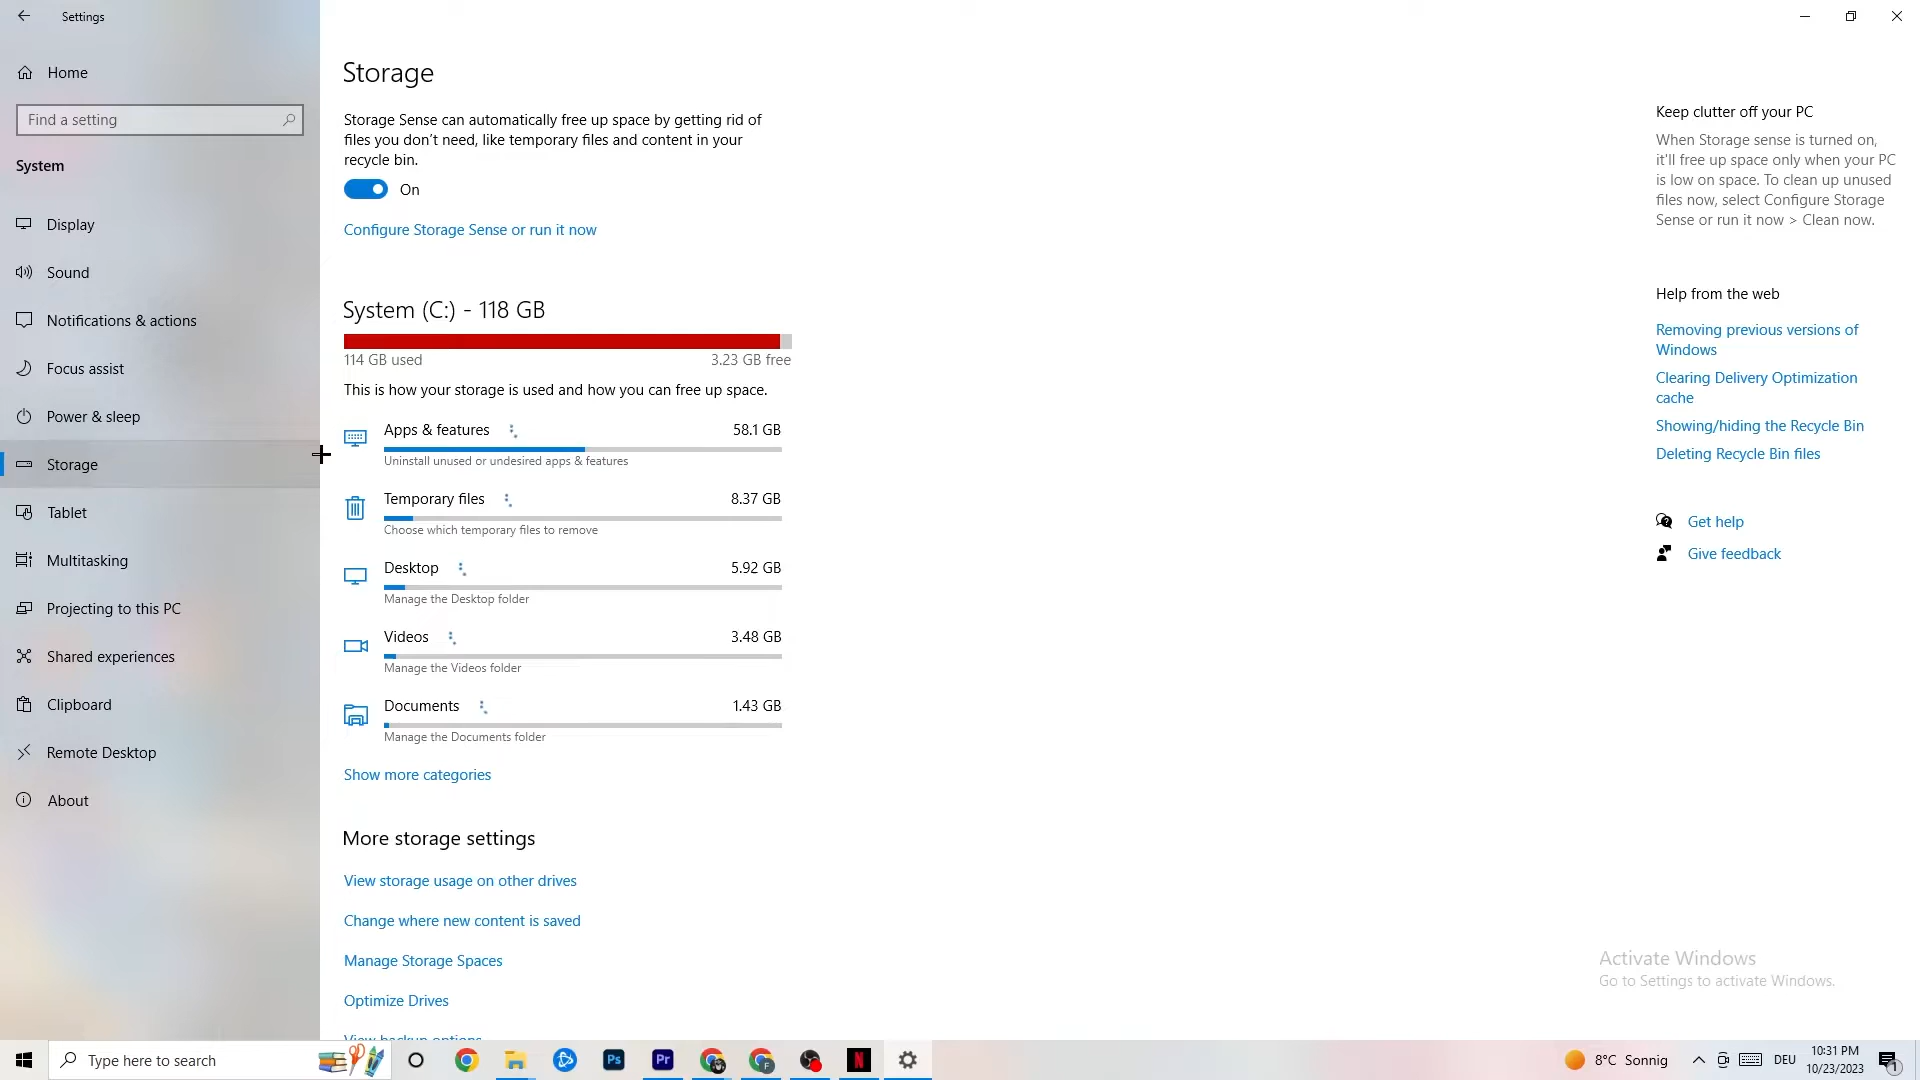 Settings
Home
Find a setting
System
Display
Sound
Notifications & actions
Focus assist
Power & sleep
Storage
Tablet
Multitasking
Projecting to this PC
Shared experiences
Clipboard
Remote Desktop
About
Storage
Storage Sense can automatically free up space by getting rid of
files you don't need, like temporary files and content in your
recycle bin.
On
Configure Storage Sense or run it now
System (C:) - 118 GB
114 GB used 3.23 GB free
This is how your storage is used and how you can free up space.
Apps & features 58.1 GB
Uninstall unused or undesired apps & features
Temporary files 8.37 GB
Choose which temporary files to remove
Desktop 5.92 GB
Manage the Desktop folder
Videos 3.48 GB
Manage the Videos folder
Documents 1.43 GB
Manage the Documents folder
Show more categories
More storage settings
View storage usage on other drives
Change where new content is saved
Manage Storage Spaces
Optimize Drives
View backup options
Keep clutter off your PC
When Storage sense is turned on,
it'll free up space only when your PC
is low on space. To clean up unused
files now, select Configure Storage
Sense or run it now > Clean now.
Help from the web
Removing previous versions of
Windows
Clearing Delivery Optimization
cache
Showing/hiding the Recycle Bin
Deleting Recycle Bin files
Get help
Give feedback
Activate Windows
Go to Settings to activate Windows.
Type here to search
Ps
Pr
F
N
8°C Sonnig
DEU
10:31 PM
10/23/2023
1